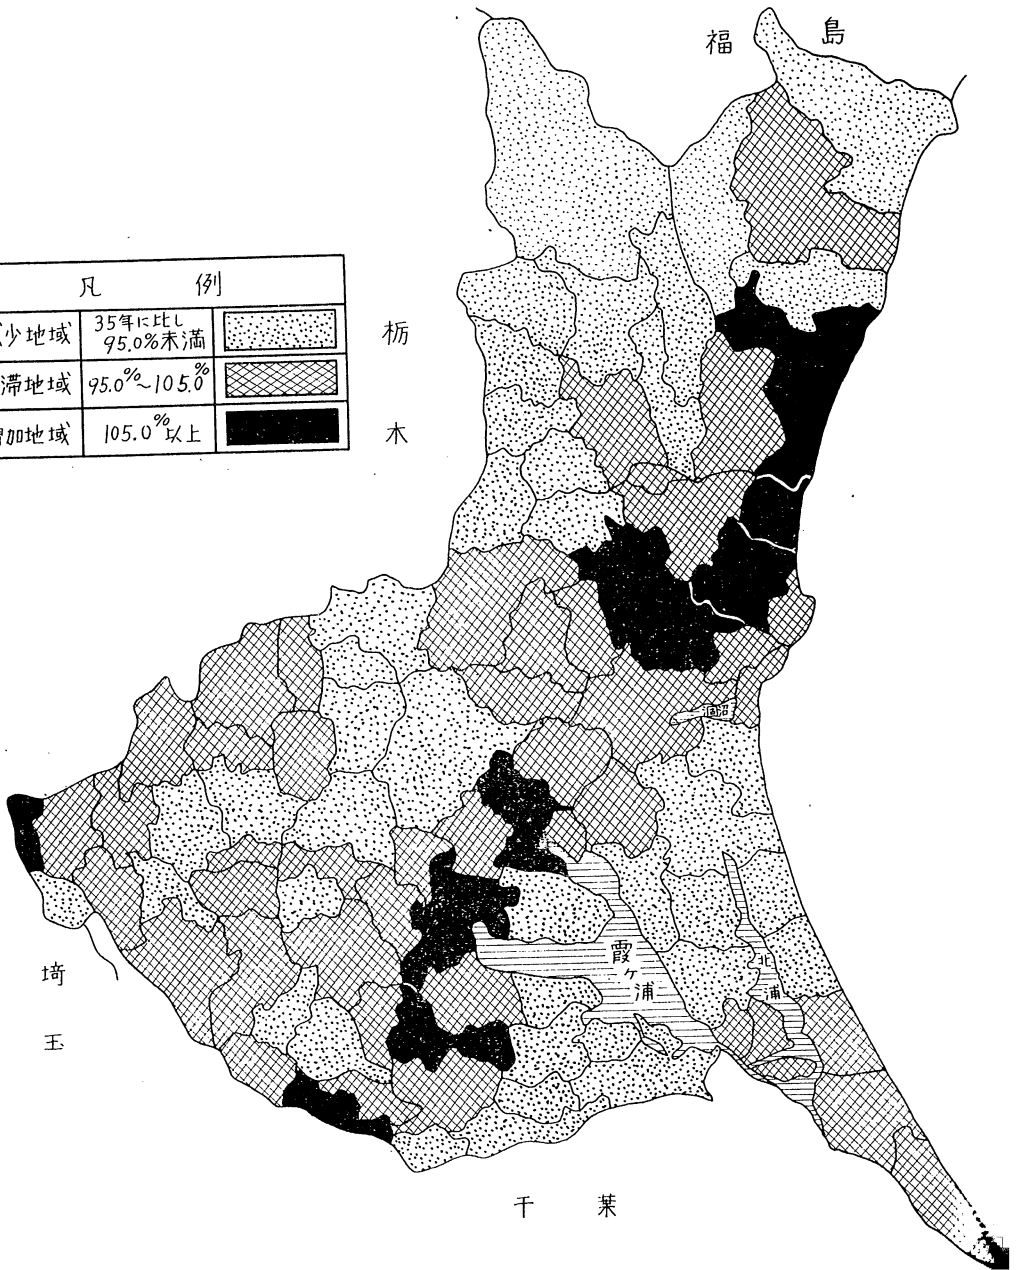 福 島
凡 例
少地域 35年に比し
95.0%未満
滞地域 95.0%~105.0%
加地域 105.0%以上
栃
木
沼
霞
ヶ
浦
北
浦
埼
玉
千 葉